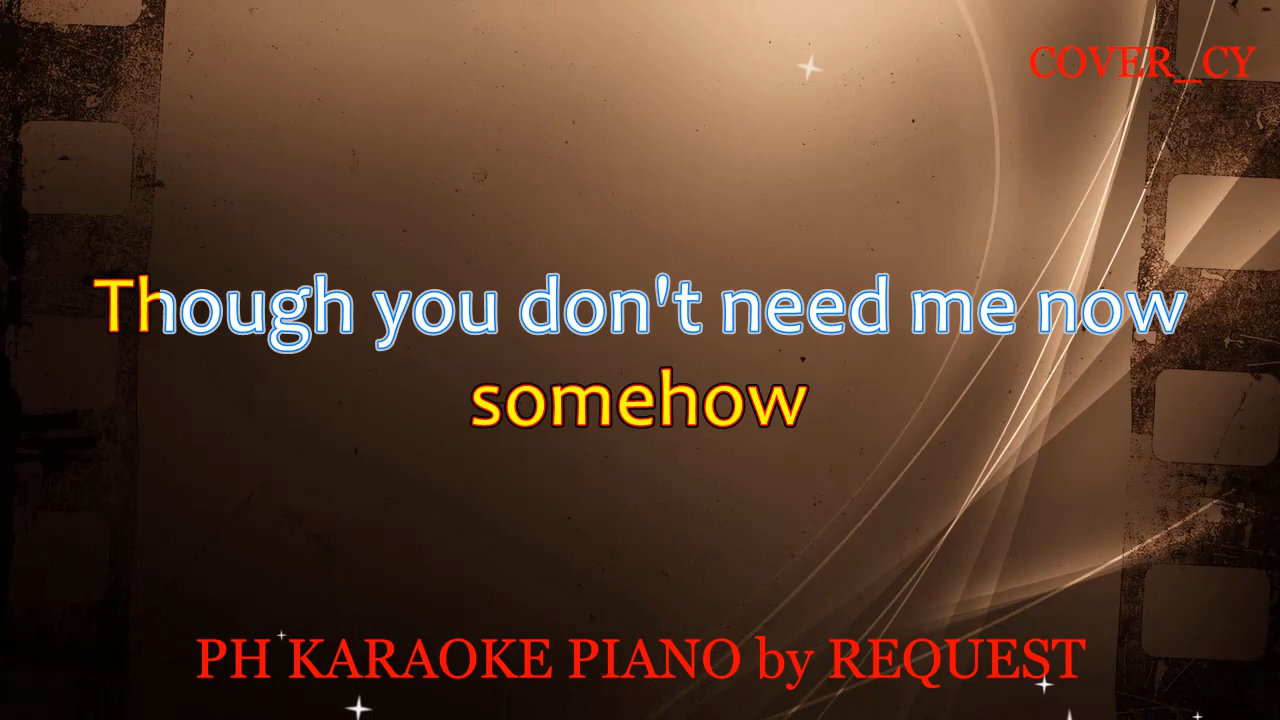 COVER_CY
Though you don't need me now
somehow
PH KARAOKE PIANO by REQUEST